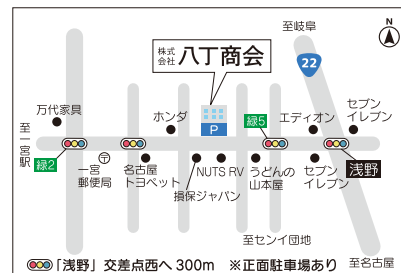 至岐阜
N
22
株式
会社 八丁商会
万代家具
ホンダ
緑5
エディオン
セブン
イレブン
P
至一宮駅
緑2
一宮
郵便局
名古屋
トヨペット
損保ジャパン
NUTS RV
うどんの
山本屋
セブン
イレブン
浅野
至センイ団地
至名古屋
「浅野」交差点西へ300m ※正面駐車場あり